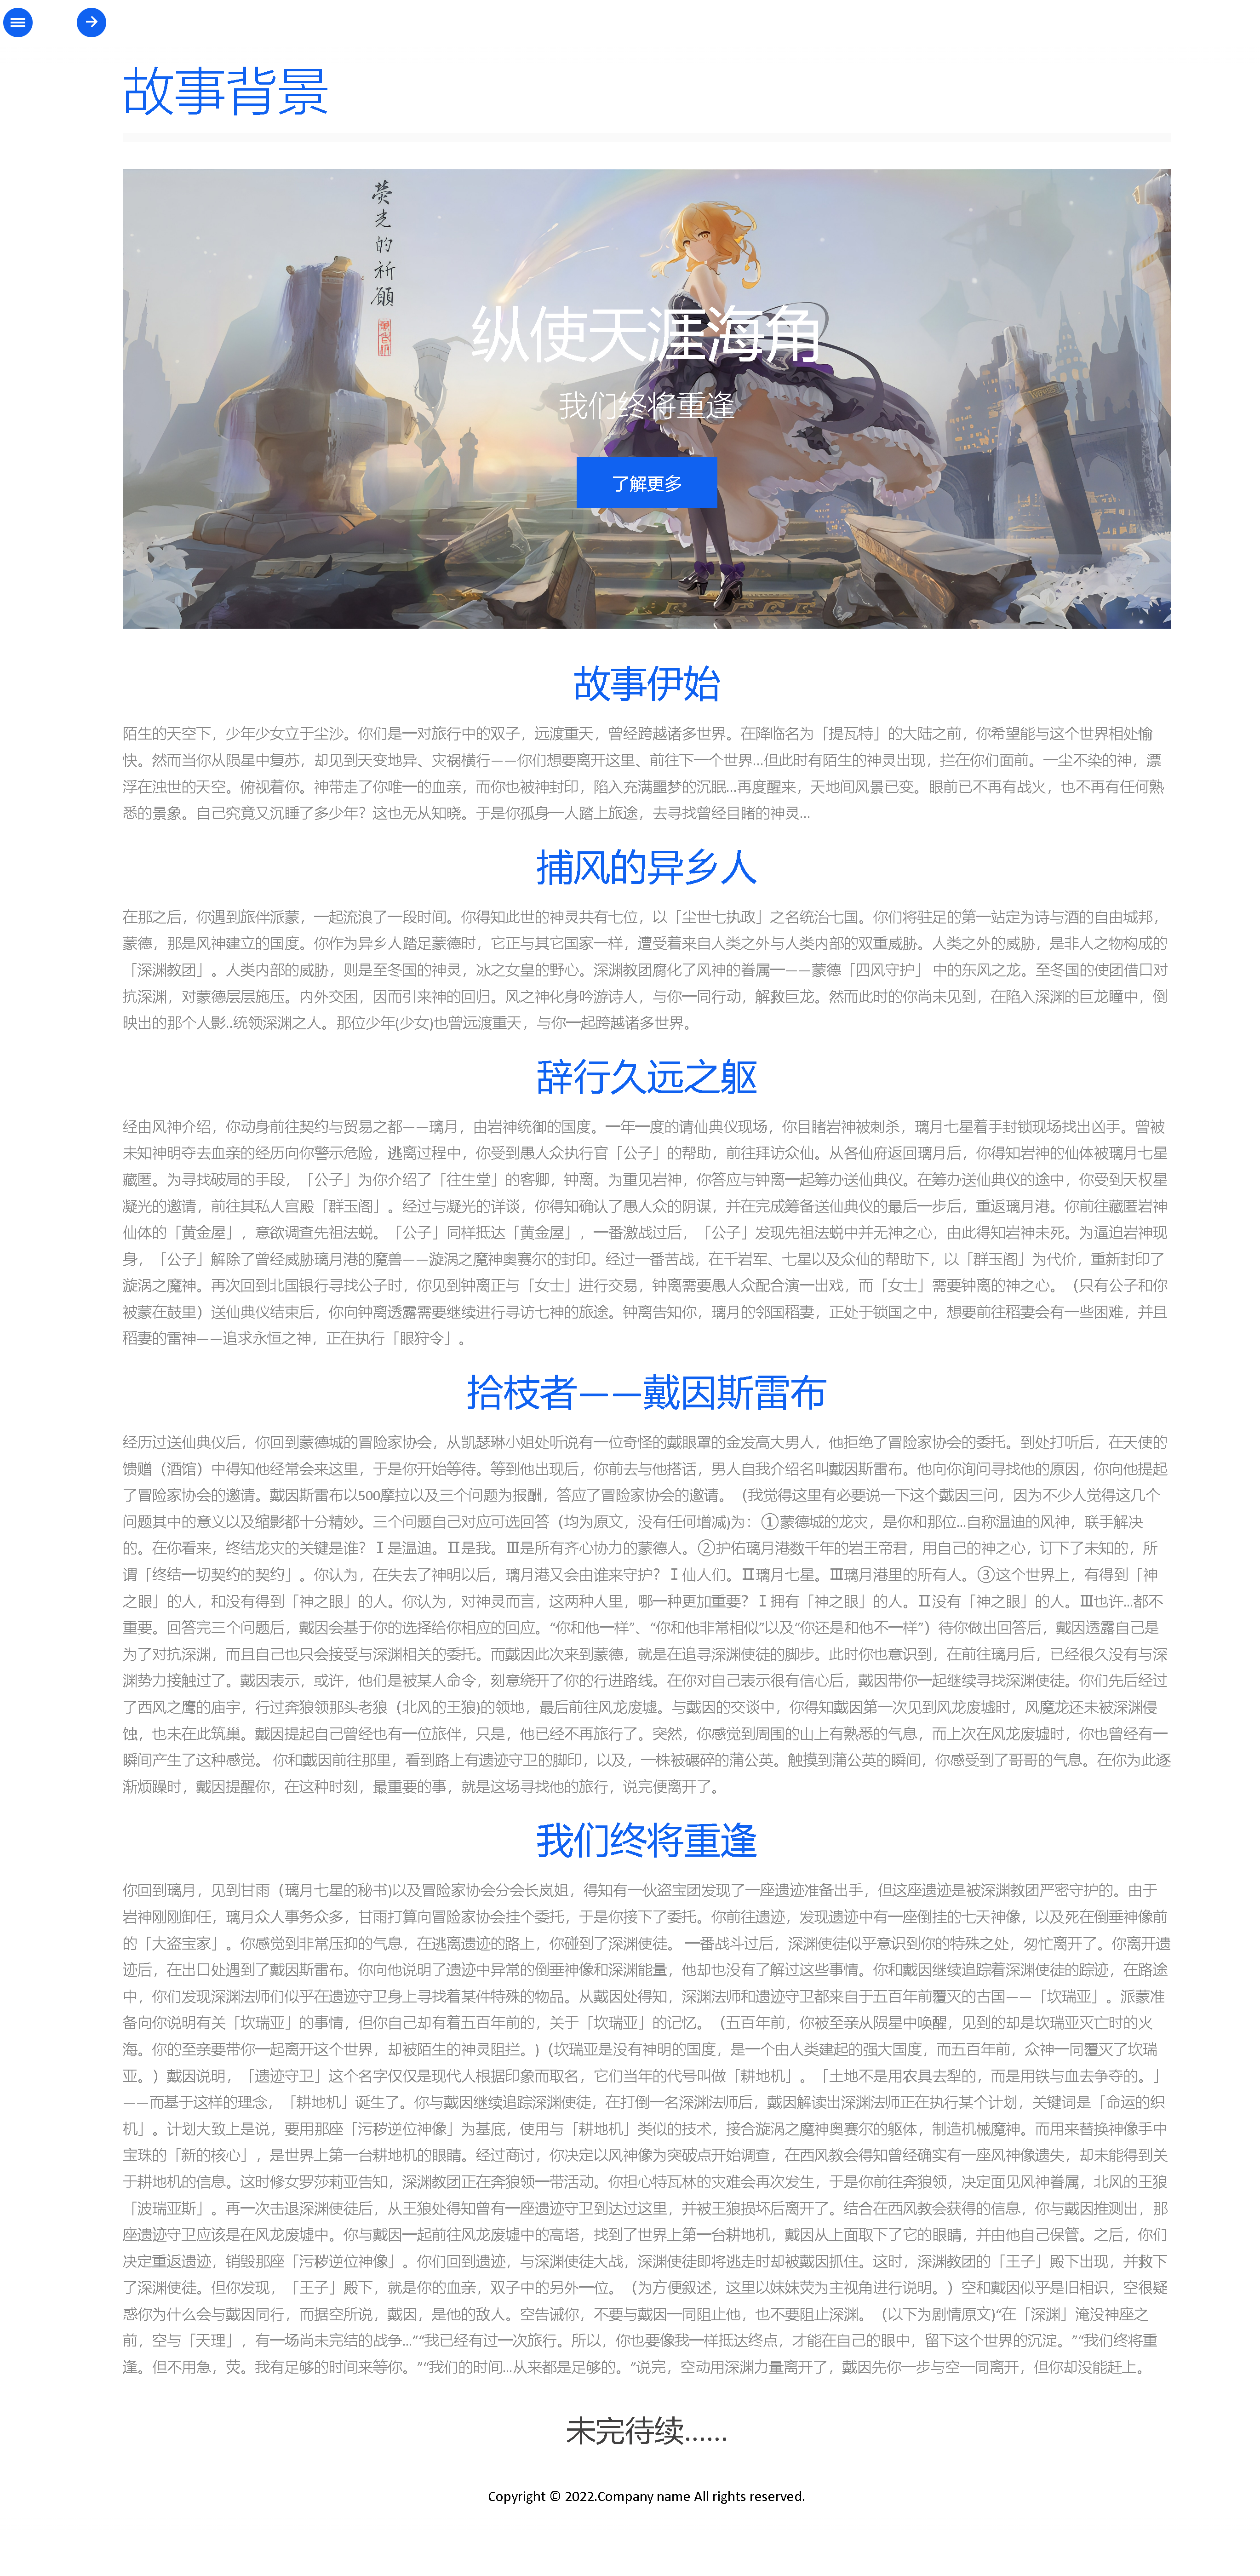 故事背景
荧光的祈愿
纵使天涯海角
我们终将重逢
了解更多
故事伊始
陌生的天空下，少年少女立于尘沙。你们是一对旅行中的双子，远渡重天，曾经跨越诸多世界。在降临名为「提瓦特」的大陆之前，你希望能与这个世界相处愉
快。然而当你从陨星中复苏，却见到天变地异、灾祸横行——你们想要离开这里、前往下一个世界...但此时有陌生的神灵出现，拦在你们面前。一尘不染的神，漂
浮在浊世的天空。俯视着你。神带走了你唯一的血亲，而你也被神封印，陷入充满噩梦的沉眠...再度醒来，天地间风景已变。眼前已不再有战火，也不再有任何熟
悉的景象。自己究竟又沉睡了多少年？这也无从知晓。于是你孤身一人踏上旅途，去寻找曾经目睹的神灵...
捕风的异乡人
在那之后，你遇到旅伴派蒙，一起流浪了一段时间。你得知此世的神灵共有七位，以「尘世七执政」之名统治七国。你们将驻足的第一站定为诗与酒的自由城邦，
蒙德，那是风神建立的国度。你作为异乡人踏足蒙德时，它正与其它国家一样，遭受着来自人类之外与人类内部的双重威胁。人类之外的威胁，是非人之物构成的
「深渊教团」。人类内部的威胁，则是至冬国的神灵，冰之女皇的野心。深渊教团腐化了风神的眷属一——蒙德「四风守护」 中的东风之龙。至冬国的使团借口对
抗深渊，对蒙德层层施压。内外交困，因而引来神的回归。风之神化身吟游诗人，与你一同行动，解救巨龙。然而此时的你尚未见到，在陷入深渊的巨龙瞳中，倒
映出的那个人影..统领深渊之人。那位少年(少女)也曾远渡重天，与你一起跨越诸多世界。
辞行久远之躯
经由风神介绍，你动身前往契约与贸易之都——璃月，由岩神统御的国度。一年一度的请仙典仪现场，你目睹岩神被刺杀，璃月七星着手封锁现场找出凶手。曾被
未知神明夺去血亲的经历向你警示危险，逃离过程中，你受到愚人众执行官「公子」的帮助，前往拜访众仙。从各仙府返回璃月后，你得知岩神的仙体被璃月七星
藏匿。为寻找破局的手段，「公子」为你介绍了「往生堂」的客卿，钟离。为重见岩神，你答应与钟离一起筹办送仙典仪。在筹办送仙典仪的途中，你受到天权星
凝光的邀请，前往其私人宫殿「群玉阁」。经过与凝光的详谈，你得知确认了愚人众的阴谋，并在完成筹备送仙典仪的最后一步后，重返璃月港。你前往藏匿岩神
仙体的「黄金屋」，意欲调查先祖法蜕。「公子」同样抵达「黄金屋」，一番激战过后，「公子」发现先祖法蜕中并无神之心，由此得知岩神未死。为逼迫岩神现
身，「公子」解除了曾经威胁璃月港的魔兽——漩涡之魔神奥赛尔的封印。经过一番苦战，在千岩军、七星以及众仙的帮助下，以「群玉阁」为代价，重新封印了
漩涡之魔神。再次回到北国银行寻找公子时，你见到钟离正与「女士」进行交易，钟离需要愚人众配合演一出戏，而「女士」需要钟离的神之心。（只有公子和你
被蒙在鼓里）送仙典仪结束后，你向钟离透露需要继续进行寻访七神的旅途。钟离告知你，璃月的邻国稻妻，正处于锁国之中，想要前往稻妻会有一些困难，并且
稻妻的雷神——追求永恒之神，正在执行「眼狩令」。
拾枝者——戴因斯雷布
经历过送仙典仪后，你回到蒙德城的冒险家协会，从凯瑟琳小姐处听说有一位奇怪的戴眼罩的金发高大男人，他拒绝了冒险家协会的委托。到处打听后，在天使的
馈赠（酒馆）中得知他经常会来这里，于是你开始等待。等到他出现后，你前去与他搭话，男人自我介绍名叫戴因斯雷布。他向你询问寻找他的原因，你向他提起
了冒险家协会的邀请。戴因斯雷布以500摩拉以及三个问题为报酬，答应了冒险家协会的邀请。（我觉得这里有必要说一下这个戴因三问，因为不少人觉得这几个
问题其中的意义以及缩影都十分精妙。三个问题自己对应可选回答（均为原文，没有任何增减)为：①蒙德城的龙灾，是你和那位...自称温迪的风神，联手解决
的。在你看来，终结龙灾的关键是谁？Ⅰ是温迪。Ⅱ是我。Ⅲ是所有齐心协力的蒙德人。②护佑璃月港数千年的岩王帝君，用自己的神之心，订下了未知的，所
谓「终结一切契约的契约」。你认为，在失去了神明以后，璃月港又会由谁来守护？Ⅰ仙人们。Ⅱ璃月七星。Ⅲ璃月港里的所有人。③这个世界上，有得到「神
之眼」的人，和没有得到「神之眼」的人。你认为，对神灵而言，这两种人里，哪一种更加重要？Ⅰ拥有「神之眼」的人。Ⅱ没有「神之眼」的人。Ⅲ也许...都不
重要。回答完三个问题后，戴因会基于你的选择给你相应的回应。“你和他一样”、“你和他非常相似”以及“你还是和他不一样”）待你做出回答后，戴因透露自己是
为了对抗深渊，而且自己也只会接受与深渊相关的委托。而戴因此次来到蒙德，就是在追寻深渊使徒的脚步。此时你也意识到，在前往璃月后，已经很久没有与深
渊势力接触过了。戴因表示，或许，他们是被某人命令，刻意绕开了你的行进路线。在你对自己表示很有信心后，戴因带你一起继续寻找深渊使徒。你们先后经过
了西风之鹰的庙宇，行过奔狼领那头老狼（北风的王狼)的领地，最后前往风龙废墟。与戴因的交谈中，你得知戴因第一次见到风龙废墟时，风魔龙还未被深渊侵
蚀，也未在此筑巢。戴因提起自己曾经也有一位旅伴，只是，他已经不再旅行了。突然，你感觉到周围的山上有熟悉的气息，而上次在风龙废墟时，你也曾经有一
瞬间产生了这种感觉。 你和戴因前往那里，看到路上有遗迹守卫的脚印，以及，一株被碾碎的蒲公英。触摸到蒲公英的瞬间，你感受到了哥哥的气息。在你为此逐
渐烦躁时，戴因提醒你，在这种时刻，最重要的事，就是这场寻找他的旅行，说完便离开了。
我们终将重逢
你回到璃月，见到甘雨（璃月七星的秘书)以及冒险家协会分会长岚姐，得知有一伙盗宝团发现了一座遗迹准备出手，但这座遗迹是被深渊教团严密守护的。由于
岩神刚刚卸任，璃月众人事务众多，甘雨打算向冒险家协会挂个委托，于是你接下了委托。你前往遗迹，发现遗迹中有一座倒挂的七天神像，以及死在倒垂神像前
的「大盗宝家」。你感觉到非常压抑的气息，在逃离遗迹的路上，你碰到了深渊使徒。 一番战斗过后，深渊使徒似乎意识到你的特殊之处，匆忙离开了。你离开遗
迹后，在出口处遇到了戴因斯雷布。你向他说明了遗迹中异常的倒垂神像和深渊能量，他却也没有了解过这些事情。你和戴因继续追踪着深渊使徒的踪迹，在路途
中，你们发现深渊法师们似乎在遗迹守卫身上寻找着某件特殊的物品。从戴因处得知，深渊法师和遗迹守卫都来自于五百年前覆灭的古国——「坎瑞亚」。派蒙准
备向你说明有关「坎瑞亚」的事情，但你自己却有着五百年前的，关于「坎瑞亚」的记忆。（五百年前，你被至亲从陨星中唤醒，见到的却是坎瑞亚灭亡时的火
海。你的至亲要带你一起离开这个世界，却被陌生的神灵阻拦。)（坎瑞亚是没有神明的国度，是一个由人类建起的强大国度，而五百年前，众神一同覆灭了坎瑞
亚。）戴因说明，「遗迹守卫」这个名字仅仅是现代人根据印象而取名，它们当年的代号叫做「耕地机」。「土地不是用农具去犁的，而是用铁与血去争夺的。」
——而基于这样的理念，「耕地机」诞生了。你与戴因继续追踪深渊使徒，在打倒一名深渊法师后，戴因解读出深渊法师正在执行某个计划，关键词是「命运的织
机」。计划大致上是说，要用那座「污秽逆位神像」为基底，使用与「耕地机」类似的技术，接合漩涡之魔神奥赛尔的躯体，制造机械魔神。而用来替换神像手中
宝珠的「新的核心」，是世界上第一台耕地机的眼睛。经过商讨，你决定以风神像为突破点开始调查，在西风教会得知曾经确实有一座风神像遗失，却未能得到关
于耕地机的信息。这时修女罗莎莉亚告知，深渊教团正在奔狼领一带活动。你担心特瓦林的灾难会再次发生，于是你前往奔狼领，决定面见风神眷属，北风的王狼
「波瑞亚斯」。再一次击退深渊使徒后，从王狼处得知曾有一座遗迹守卫到达过这里，并被王狼损坏后离开了。结合在西风教会获得的信息，你与戴因推测出，那
座遗迹守卫应该是在风龙废墟中。你与戴因一起前往风龙废墟中的高塔，找到了世界上第一台耕地机，戴因从上面取下了它的眼睛，并由他自己保管。之后，你们
决定重返遗迹，销毁那座「污秽逆位神像」。你们回到遗迹，与深渊使徒大战，深渊使徒即将逃走时却被戴因抓住。这时，深渊教团的「王子」殿下出现，并救下
了深渊使徒。但你发现，「王子」殿下，就是你的血亲，双子中的另外一位。（为方便叙述，这里以妹妹荧为主视角进行说明。）空和戴因似乎是旧相识，空很疑
惑你为什么会与戴因同行，而据空所说，戴因，是他的敌人。空告诫你，不要与戴因一同阻止他，也不要阻止深渊。（以下为剧情原文)“在「深渊」淹没神座之
前，空与「天理」，有一场尚未完结的战争...”“我已经有过一次旅行。所以，你也要像我一样抵达终点，才能在自己的眼中，留下这个世界的沉淀。”“我们终将重
逢。但不用急，荧。我有足够的时间来等你。”“我们的时间...从来都是足够的。”说完，空动用深渊力量离开了，戴因先你一步与空一同离开，但你却没能赶上。
未完待续......
Copyright © 2022.Company name All rights reserved.